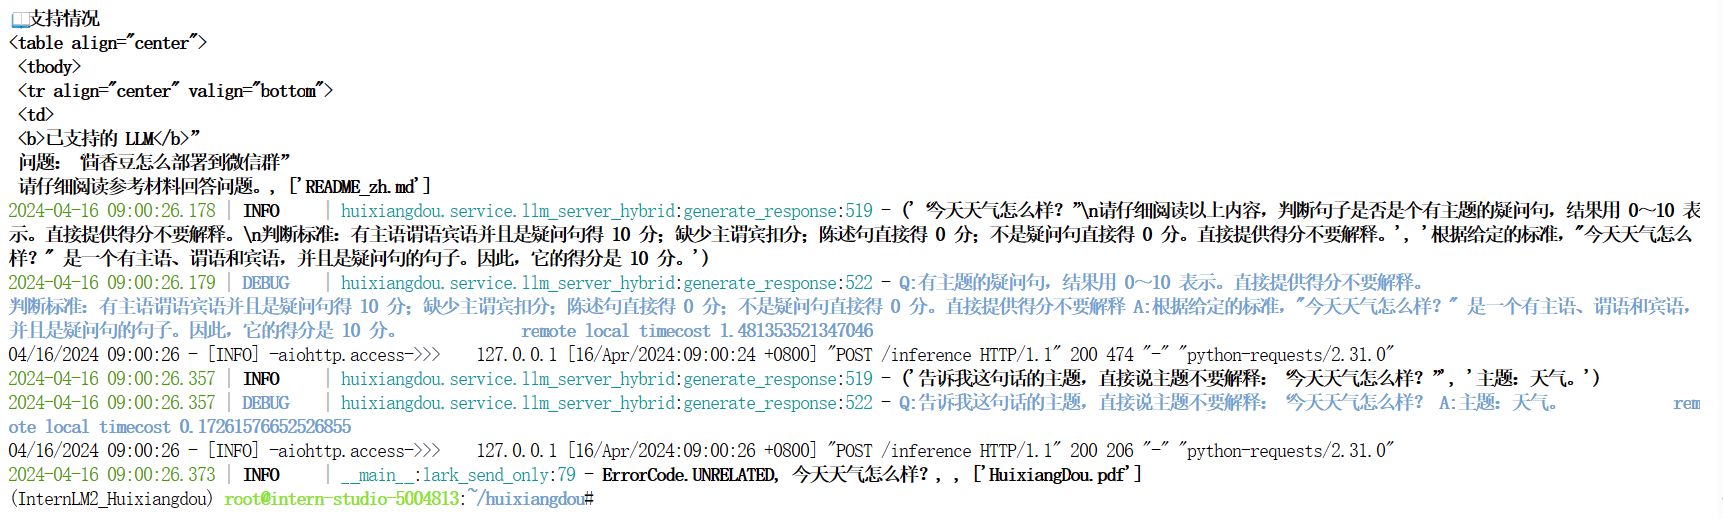 📖支持情况
<table align="center">
<tbody>
<tr align="center" valign="bottom">
<td>
<b>已支持的 LLM</b>”
问题：“茴香豆怎么部署到微信群”
请仔细阅读参考材料回答问题。, ['README_zh.md']
2024-04-16 09:00:26.178 | INFO     | huixiangdou.service.llm_server_hybrid:generate_response:519 - ('“今天天气怎么样？”\n请仔细阅读以上内容，判断句子是否是个有主题的疑问句，结果用 0～10 表
示。直接提供得分不要解释。\n判断标准：有主语谓语宾语并且是疑问句得 10 分；缺少主谓宾扣分；陈述句直接得 0 分；不是疑问句直接得 0 分。直接提供得分不要解释。', '根据给定的标准，"今天天气怎么
样？" 是一个有主语、谓语和宾语，并且是疑问句的句子。因此，它的得分是 10 分。')
2024-04-16 09:00:26.179 | DEBUG    | huixiangdou.service.llm_server_hybrid:generate_response:522 - Q:有主题的疑问句，结果用 0～10 表示。直接提供得分不要解释。
判断标准：有主语谓语宾语并且是疑问句得 10 分；缺少主谓宾扣分；陈述句直接得 0 分；不是疑问句直接得 0 分。直接提供得分不要解释 A:根据给定的标准，"今天天气怎么样？" 是一个有主语、谓语和宾语，
并且是疑问句的句子。因此，它的得分是 10 分。 remote local timecost 1.481353521347046
04/16/2024 09:00:26 - [INFO] -aiohttp.access->>>    127.0.0.1 [16/Apr/2024:09:00:24 +0800] "POST /inference HTTP/1.1" 200 474 "-" "python-requests/2.31.0"
2024-04-16 09:00:26.357 | INFO     | huixiangdou.service.llm_server_hybrid:generate_response:519 - ('告诉我这句话的主题，直接说主题不要解释：“今天天气怎么样？”', '主题：天气。')
2024-04-16 09:00:26.357 | DEBUG    | huixiangdou.service.llm_server_hybrid:generate_response:522 - Q:告诉我这句话的主题，直接说主题不要解释：“今天天气怎么样？ A:主题：天气。 rem
ote local timecost 0.17261576652526855
04/16/2024 09:00:26 - [INFO] -aiohttp.access->>>    127.0.0.1 [16/Apr/2024:09:00:26 +0800] "POST /inference HTTP/1.1" 200 206 "-" "python-requests/2.31.0"
2024-04-16 09:00:26.373 | INFO     | __main__:lark_send_only:79 - ErrorCode.UNRELATED, 今天天气怎么样？, , ['HuixiangDou.pdf']
(InternLM2_Huixiangdou) root@intern-studio-5004813:~/huixiangdou#